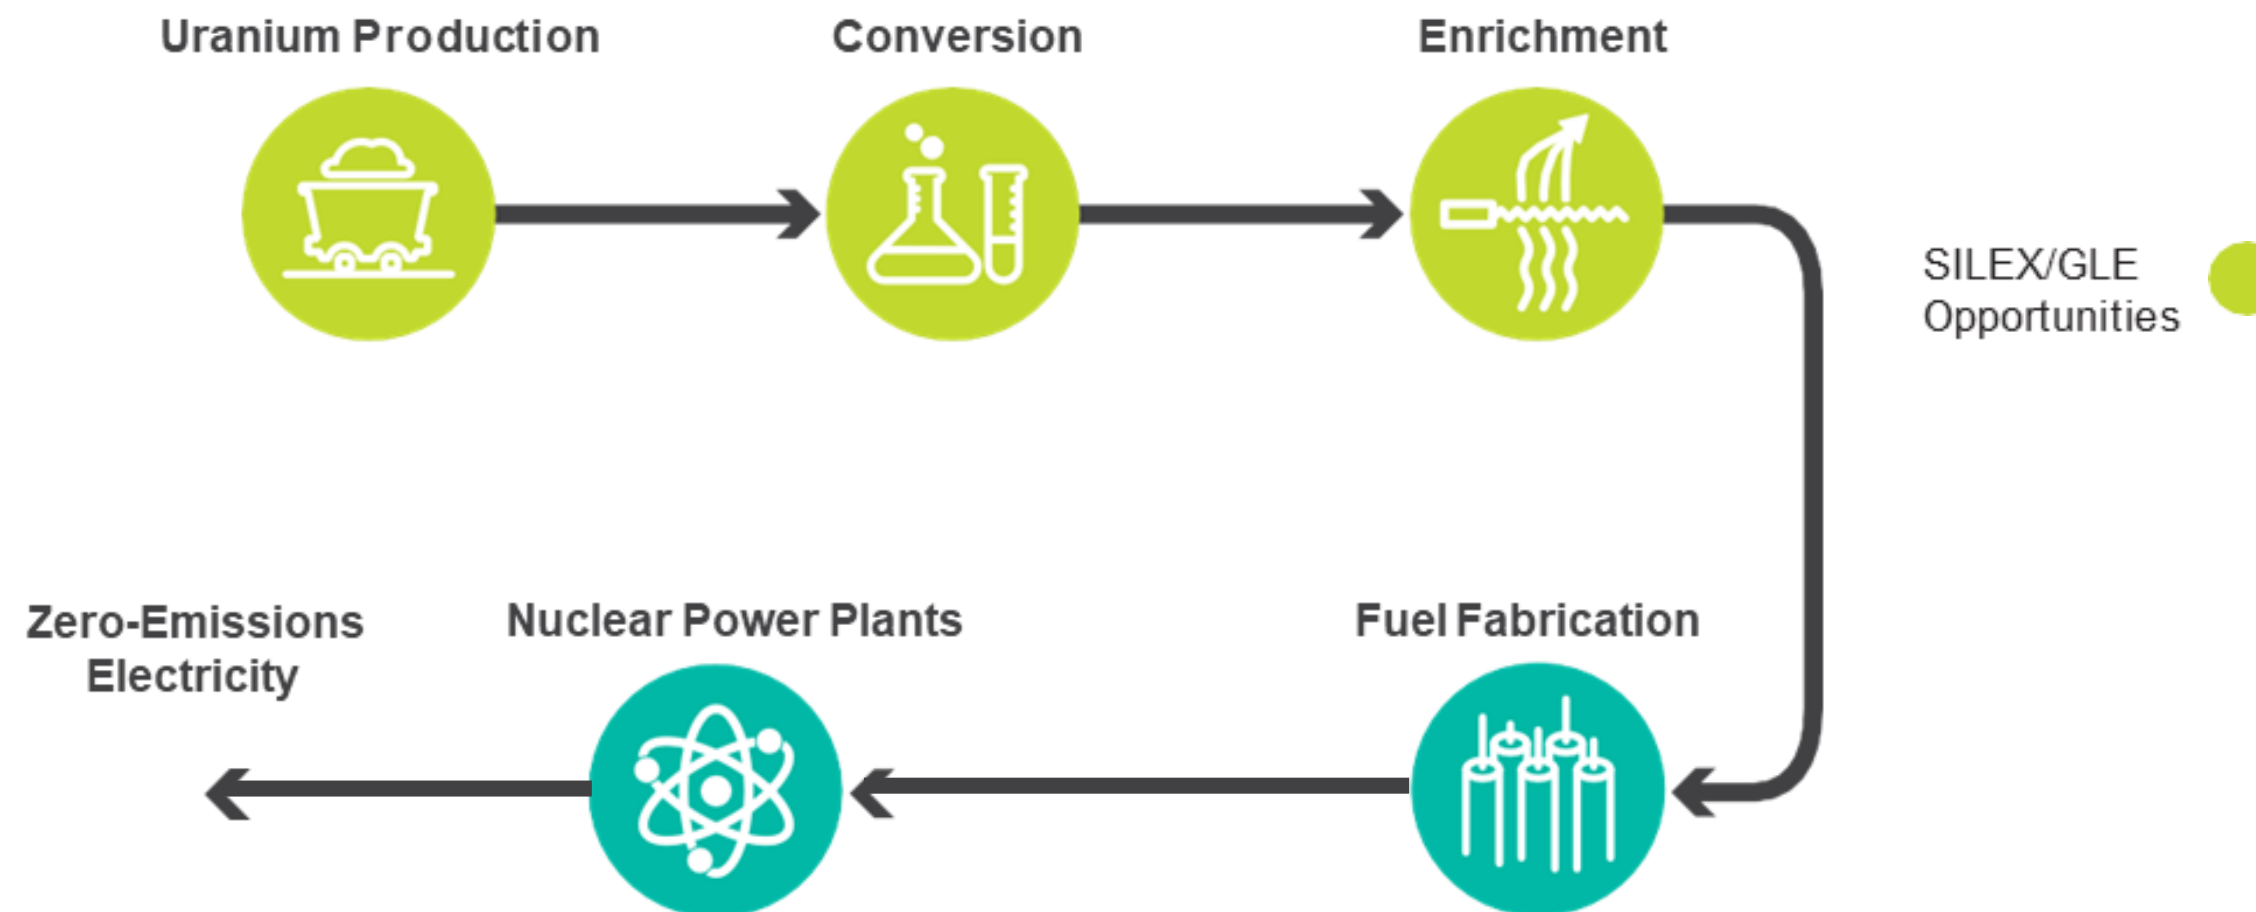 Uranium Production
Conversion
Enrichment
SILEX/GLE
Opportunities
Zero-Emissions
Electricity
Nuclear Power Plants
Fuel Fabrication